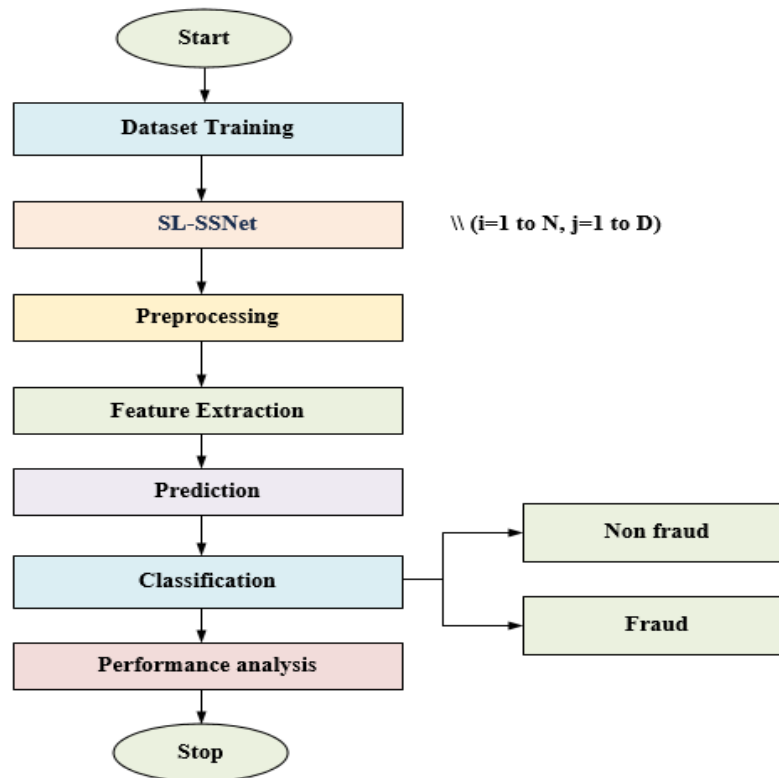 Start
Dataset Training
SL-SSNet
\\ (i=1 to N, j=1 to D)
Preprocessing
Feature Extraction
Prediction
Classification
Non fraud
Fraud
Performance analysis
Stop